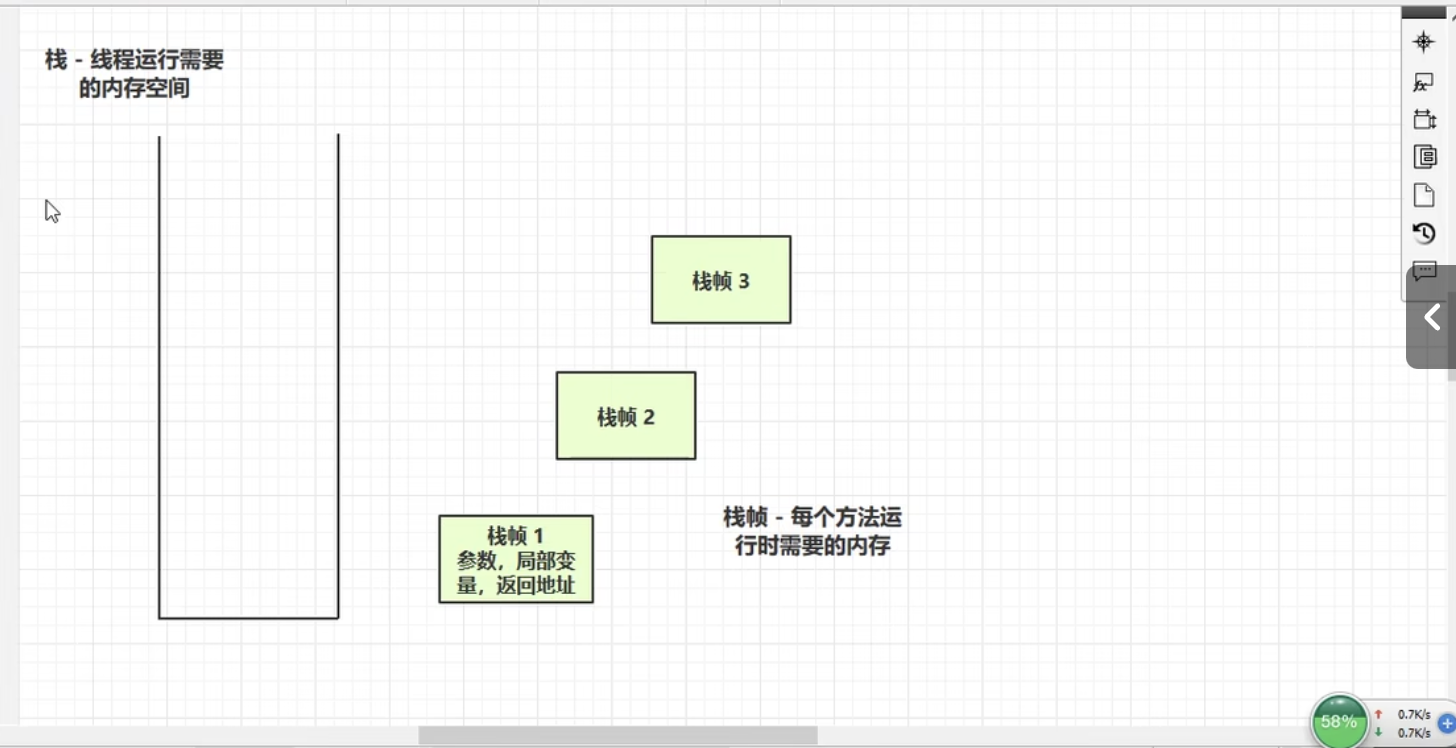 栈 - 线程运行需要
的内存空间
栈帧 3
栈帧 2
栈帧 1
参数，局部变
量，返回地址
栈帧 - 每个方法运
行时需要的内存
58%
0.7K/s
0.7K/s